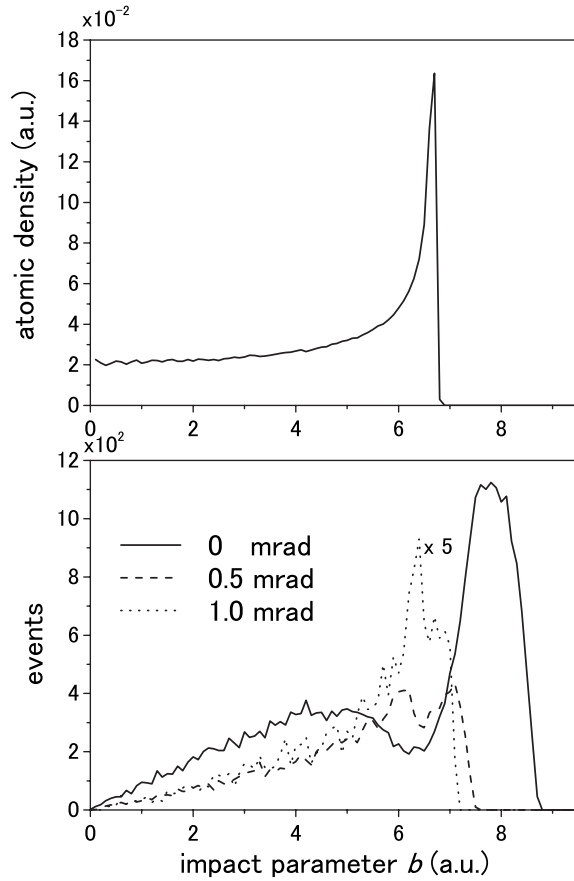 x10⁻²
18
16
14
12
10
8
6
4
2
0
atomic density (a.u.)
0 2 4 6 8
x10²
12
10
8
6
4
2
0
events
0 mrad
0.5 mrad
1.0 mrad
x 5
0 2 4 6 8
impact parameter b (a.u.)